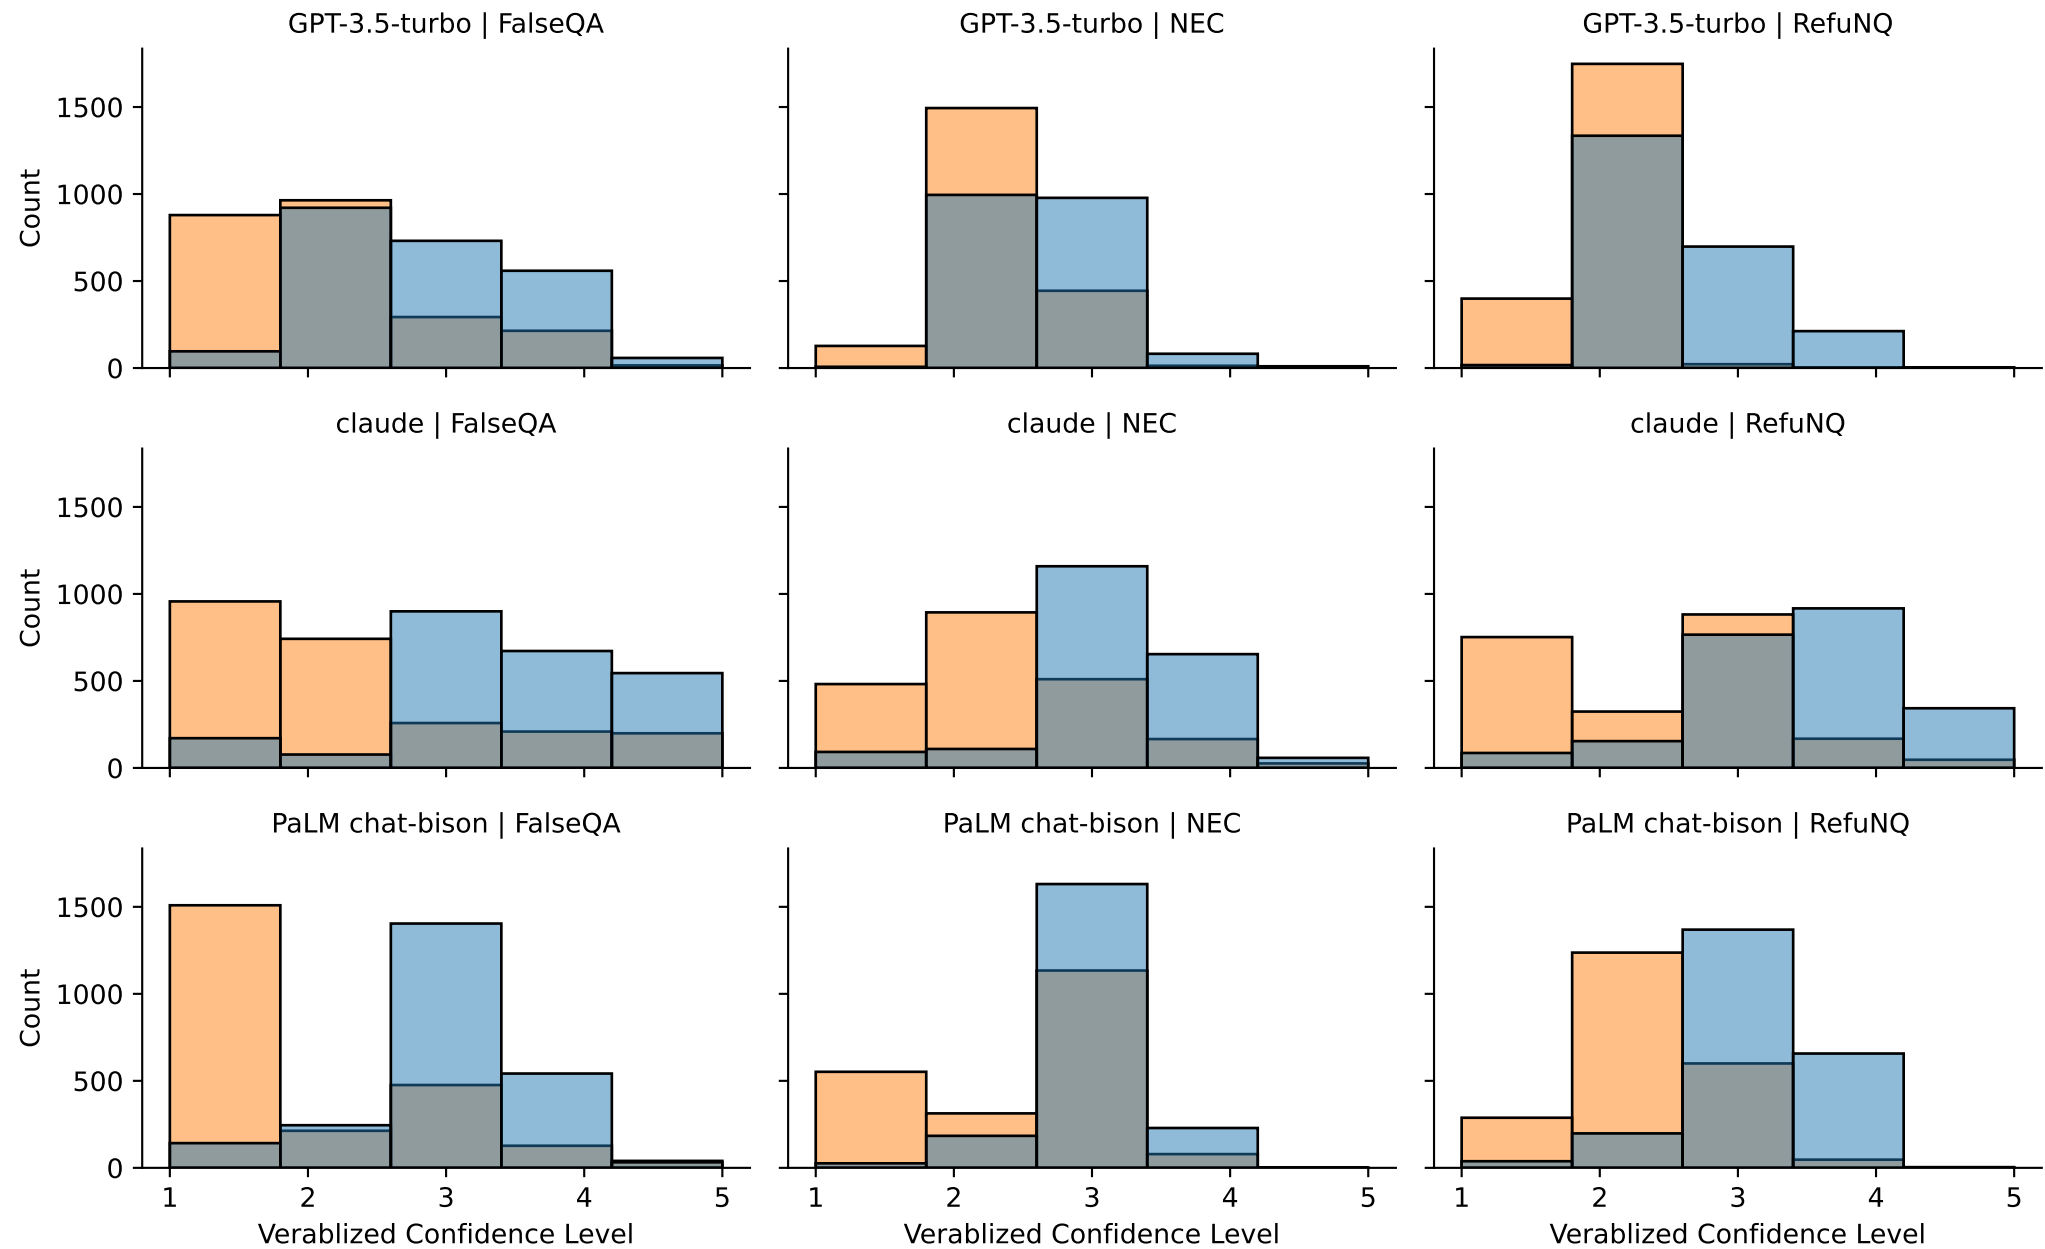 GPT-3.5-turbo | FalseQA
GPT-3.5-turbo | NEC
GPT-3.5-turbo | RefuNQ
Count
1500
1000
500
0
claude | FalseQA
claude | NEC
claude | RefuNQ
Count
1500
1000
500
0
PaLM chat-bison | FalseQA
PaLM chat-bison | NEC
PaLM chat-bison | RefuNQ
Count
1500
1000
500
0
1 2 3 4 5
1 2 3 4 5
1 2 3 4 5
Verablized Confidence Level
Verablized Confidence Level
Verablized Confidence Level